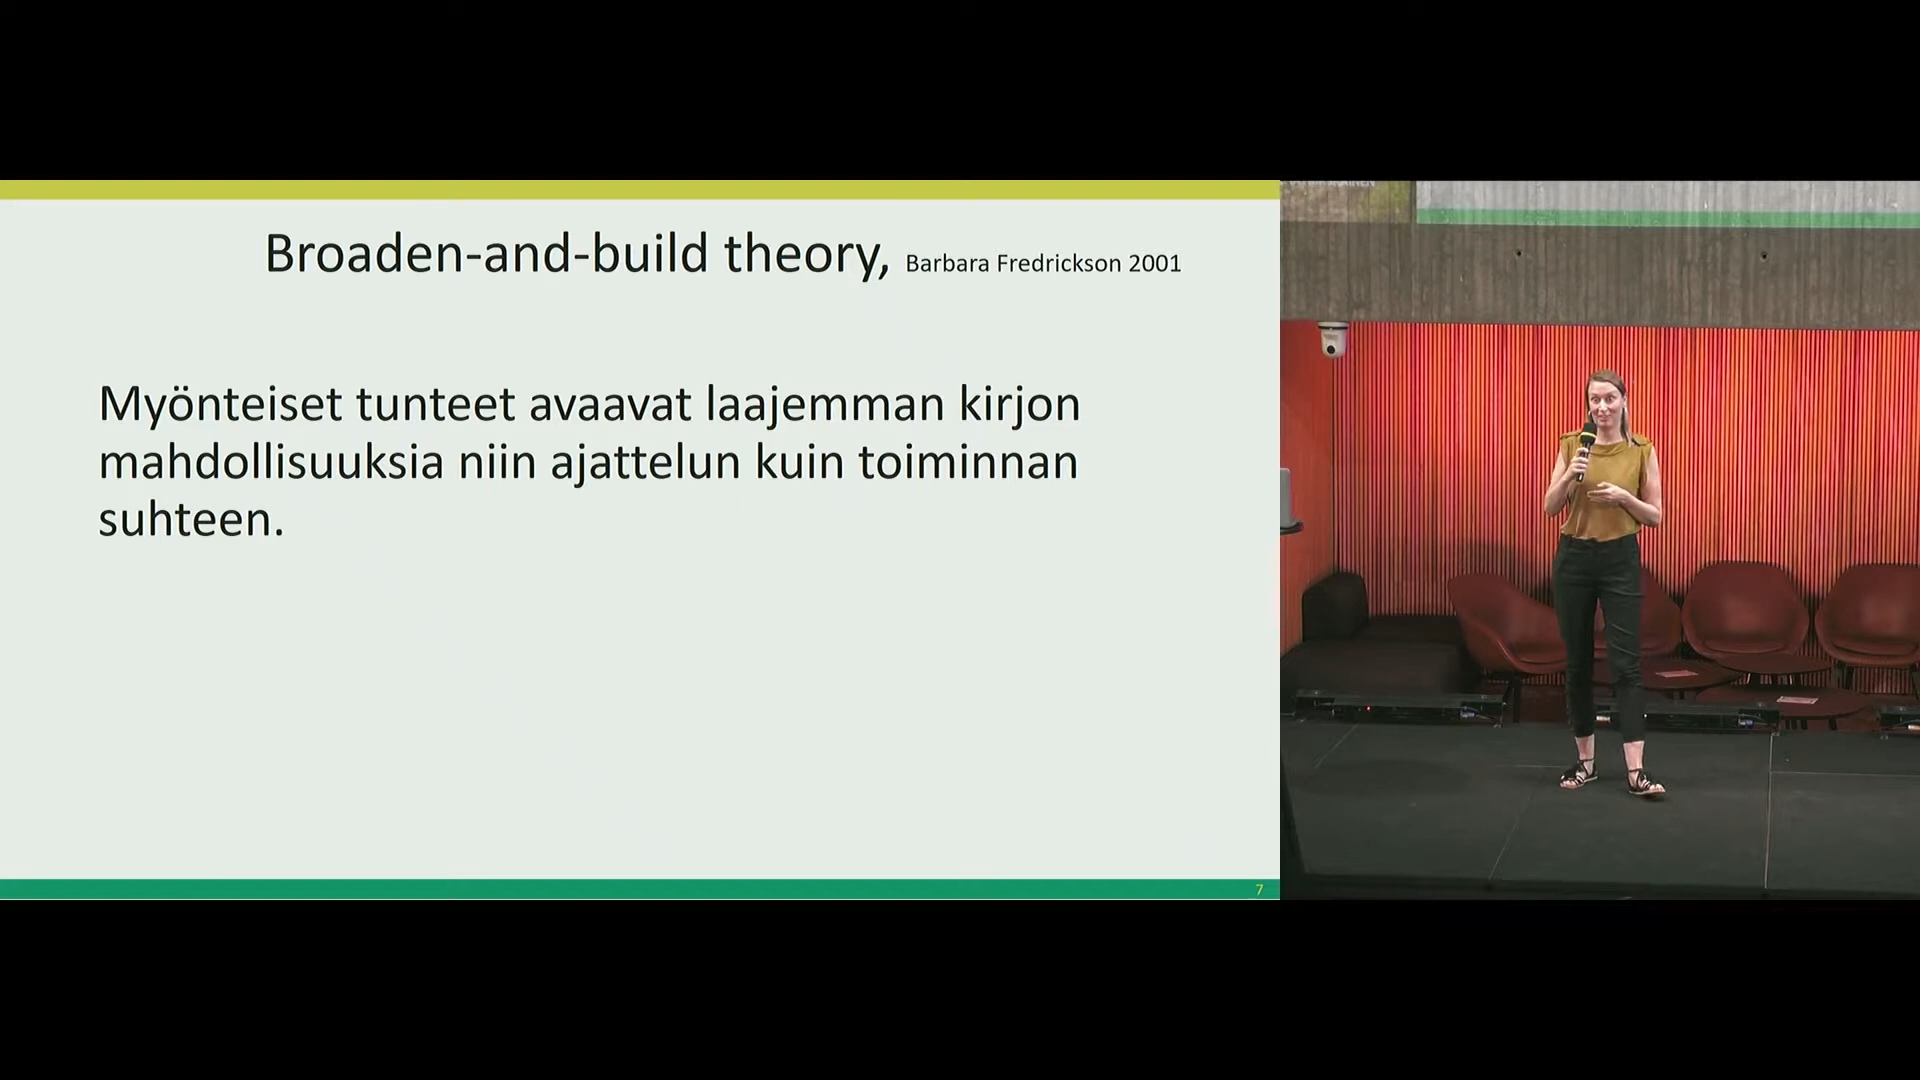 Broaden-and-build theory, Barbara Fredrickson 2001
Myönteiset tunteet avaavat laajemman kirjon
mahdollisuuksia niin ajattelun kuin toiminnan
suhteen.
7